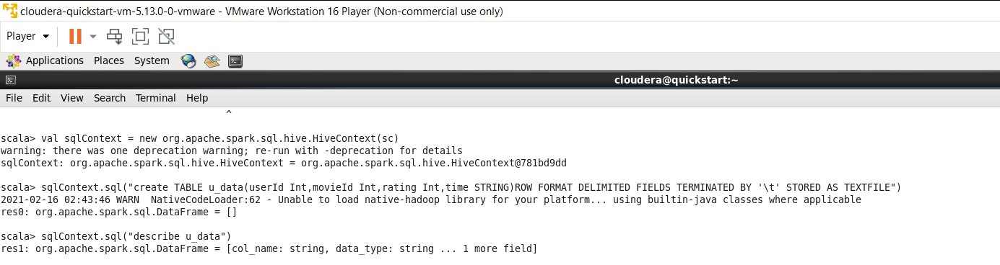 cloudera-quickstart-vm-5.13.0-0-vmware - VMware Workstation 16 Player (Non-commercial use only)
Player
Applications Places System
cloudera@quickstart:~
File Edit View Search Terminal Help
^
scala> val sqlContext = new org.apache.spark.sql.hive.HiveContext(sc)
warning: there was one deprecation warning; re-run with -deprecation for details
sqlContext: org.apache.spark.sql.hive.HiveContext = org.apache.spark.sql.hive.HiveContext@781bd9dd
scala> sqlContext.sql("create TABLE u_data(userId Int,movieId Int,rating Int,time STRING)ROW FORMAT DELIMITED FIELDS TERMINATED BY '\t' STORED AS TEXTFILE")
2021-02-16 02:43:46 WARN  NativeCodeLoader:62 - Unable to load native-hadoop library for your platform... using builtin-java classes where applicable
res0: org.apache.spark.sql.DataFrame = []
scala> sqlContext.sql("describe u_data")
res1: org.apache.spark.sql.DataFrame = [col_name: string, data_type: string ... 1 more field]